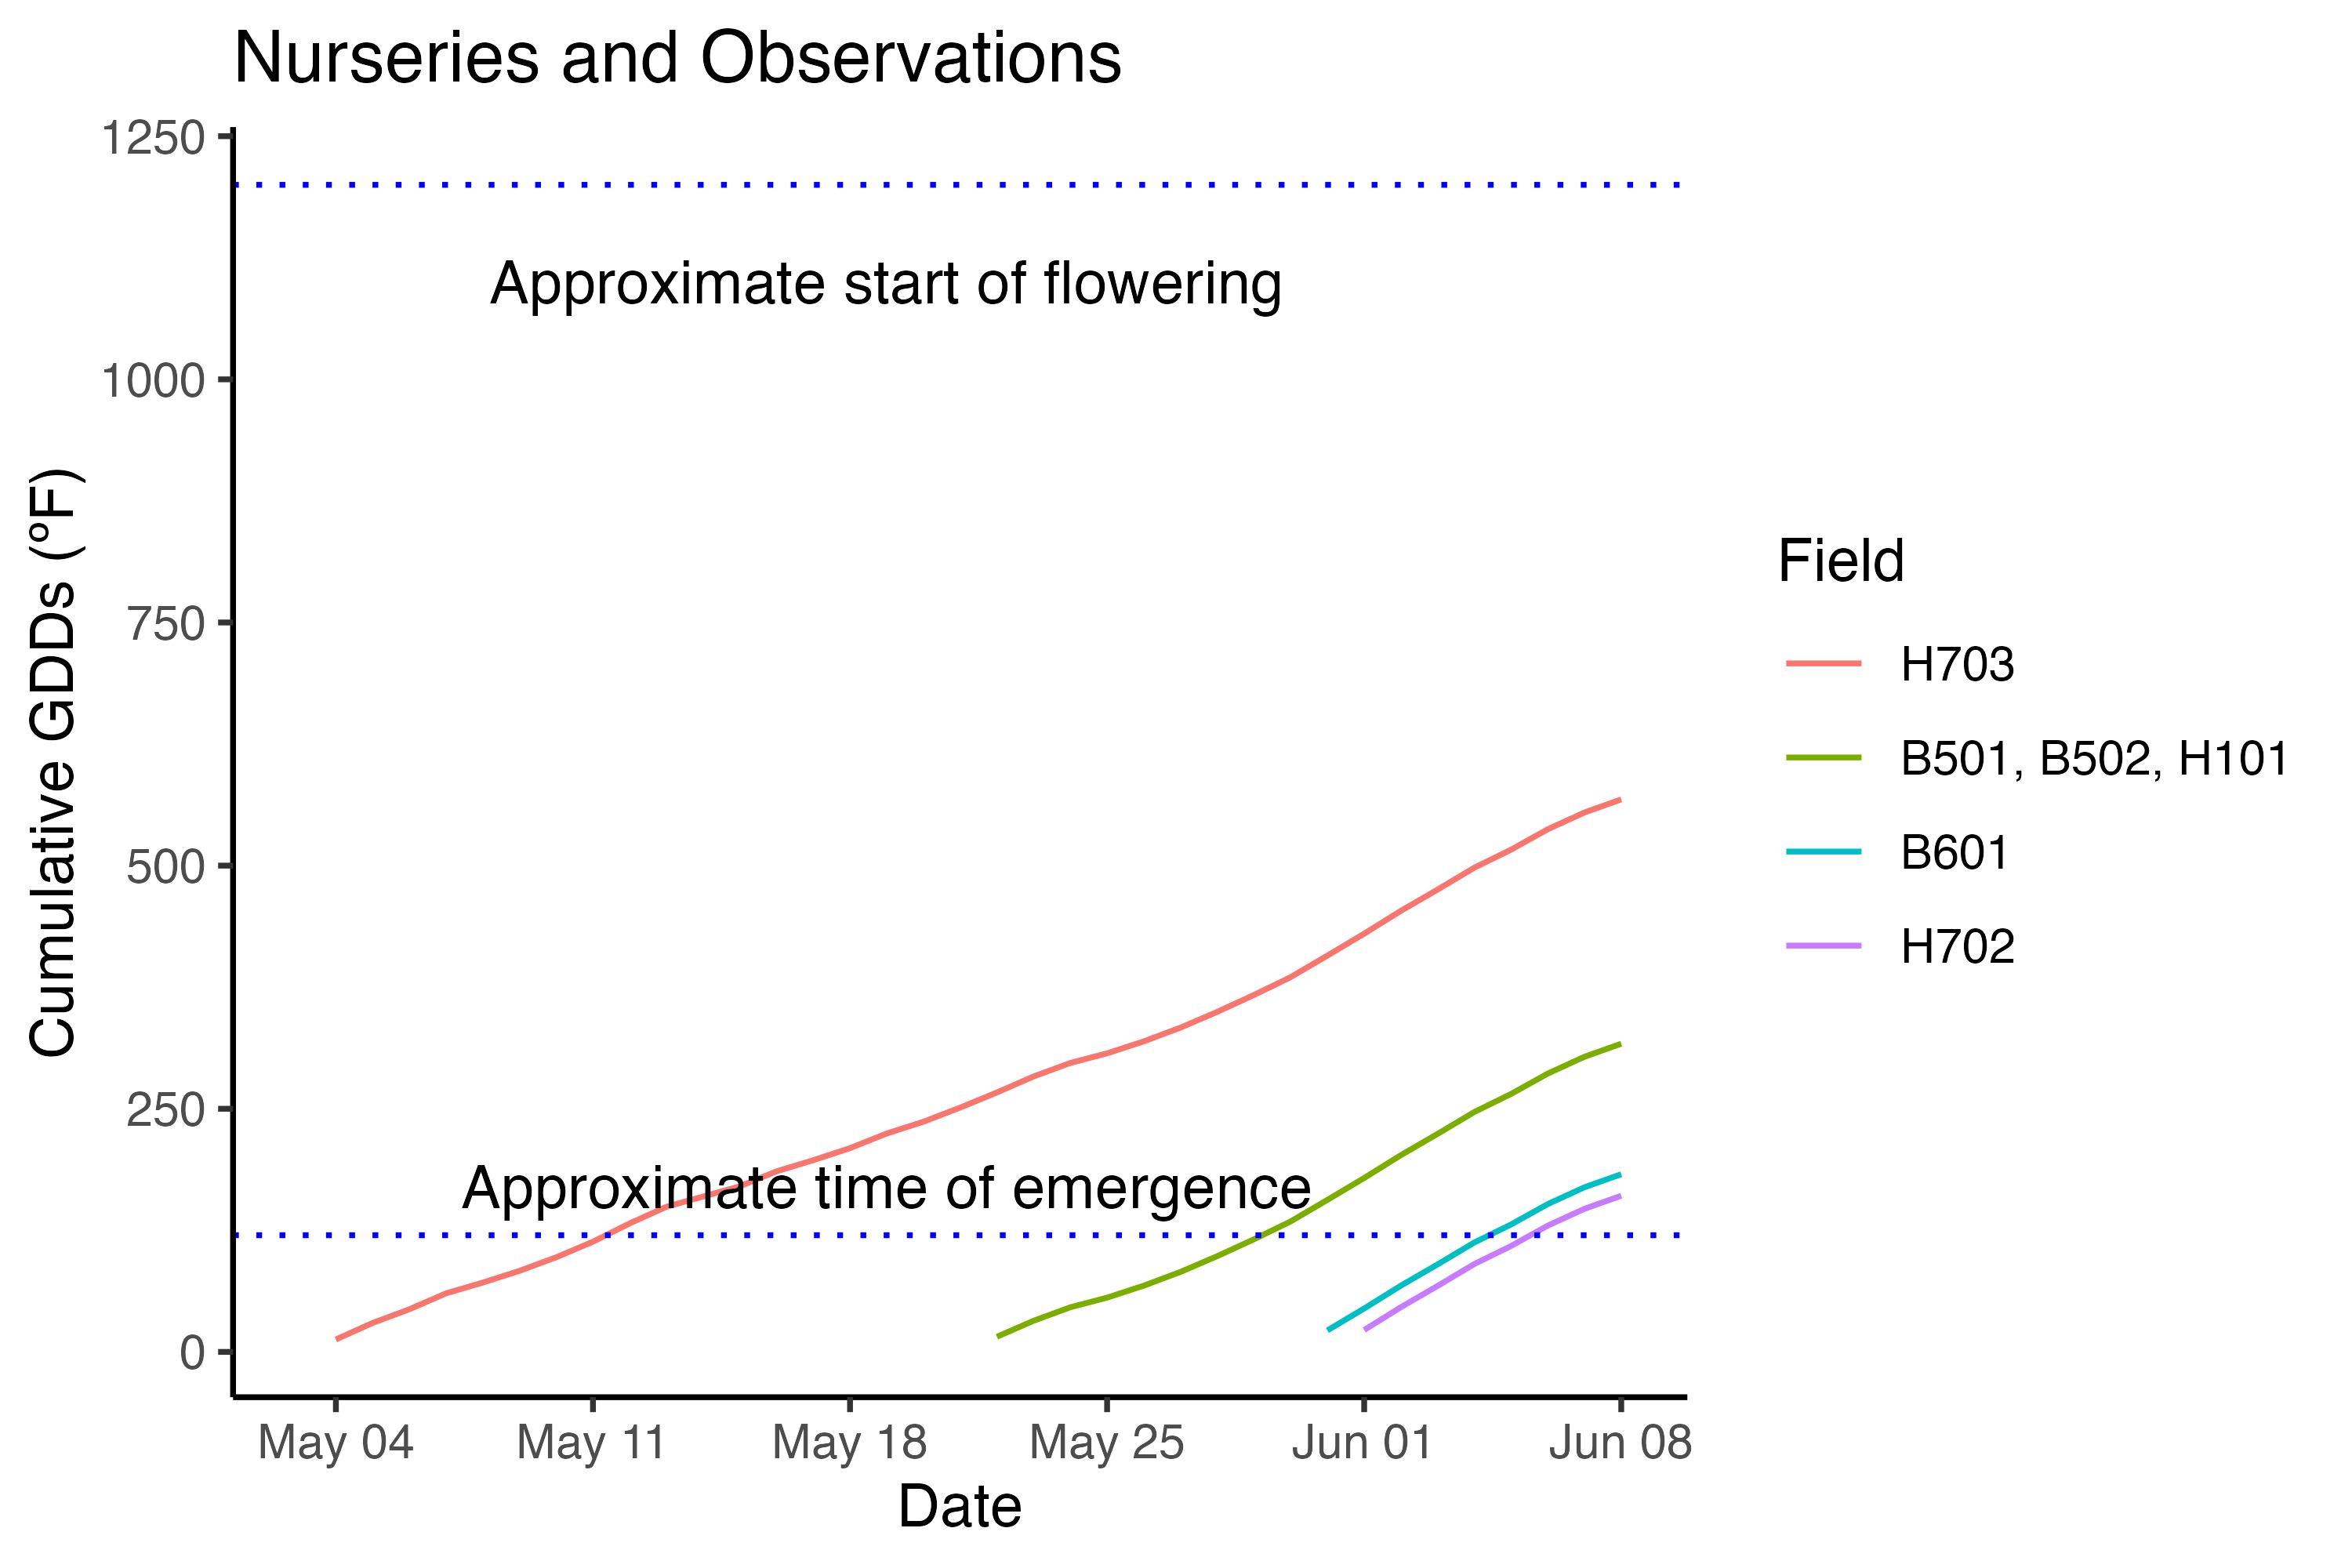 Nurseries and Observations
1250
1000
750
500
250
0
Cumulative GDDs (ºF)
Approximate start of flowering
Approximate time of emergence
May 04
May 11
May 18
May 25
Jun 01
Jun 08
Date
Field
H703
B501, B502, H101
B601
H702